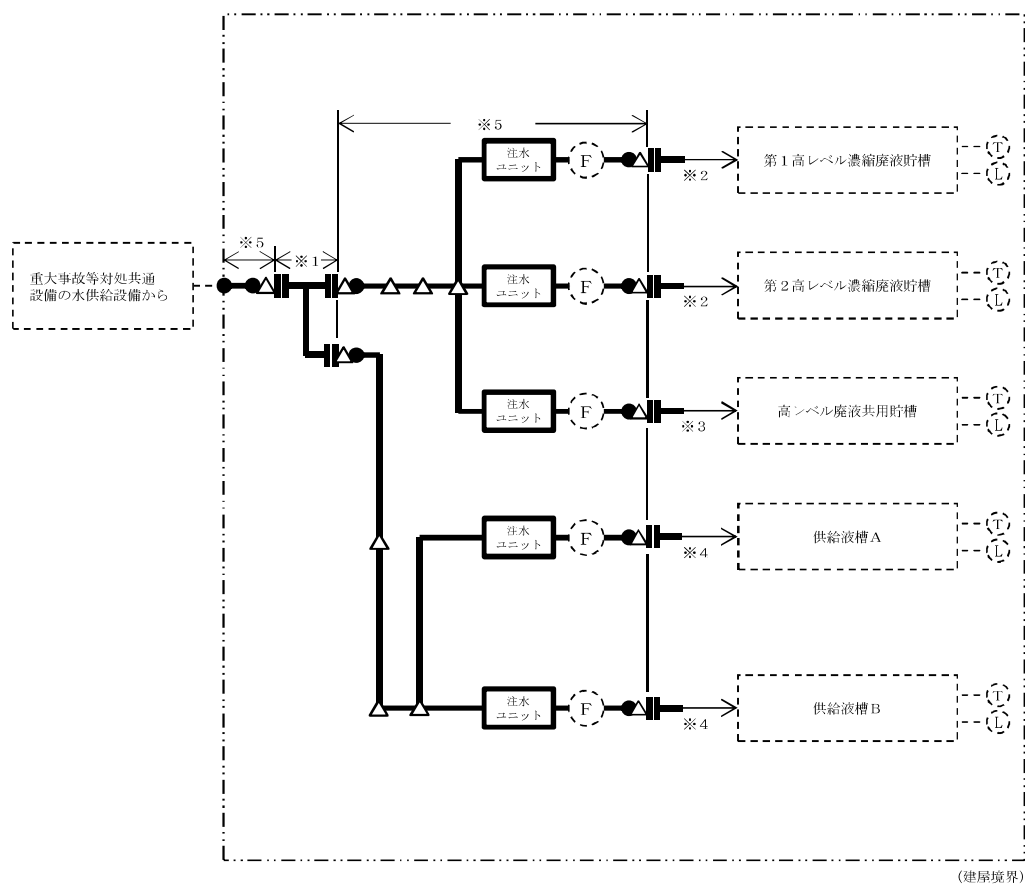 ※5
注水
ユニット
F
※2
第1高レベル濃縮廃液貯槽
T
L
※5
※1
重大事故等対処共通
設備の水供給設備から
注水
ユニット
F
※2
第2高レベル濃縮廃液貯槽
T
L
注水
ユニット
F
※3
高レベル廃液共用貯槽
T
L
注水
ユニット
F
※4
供給液槽A
T
L
注水
ユニット
F
※4
供給液槽B
T
L
(建屋境界)